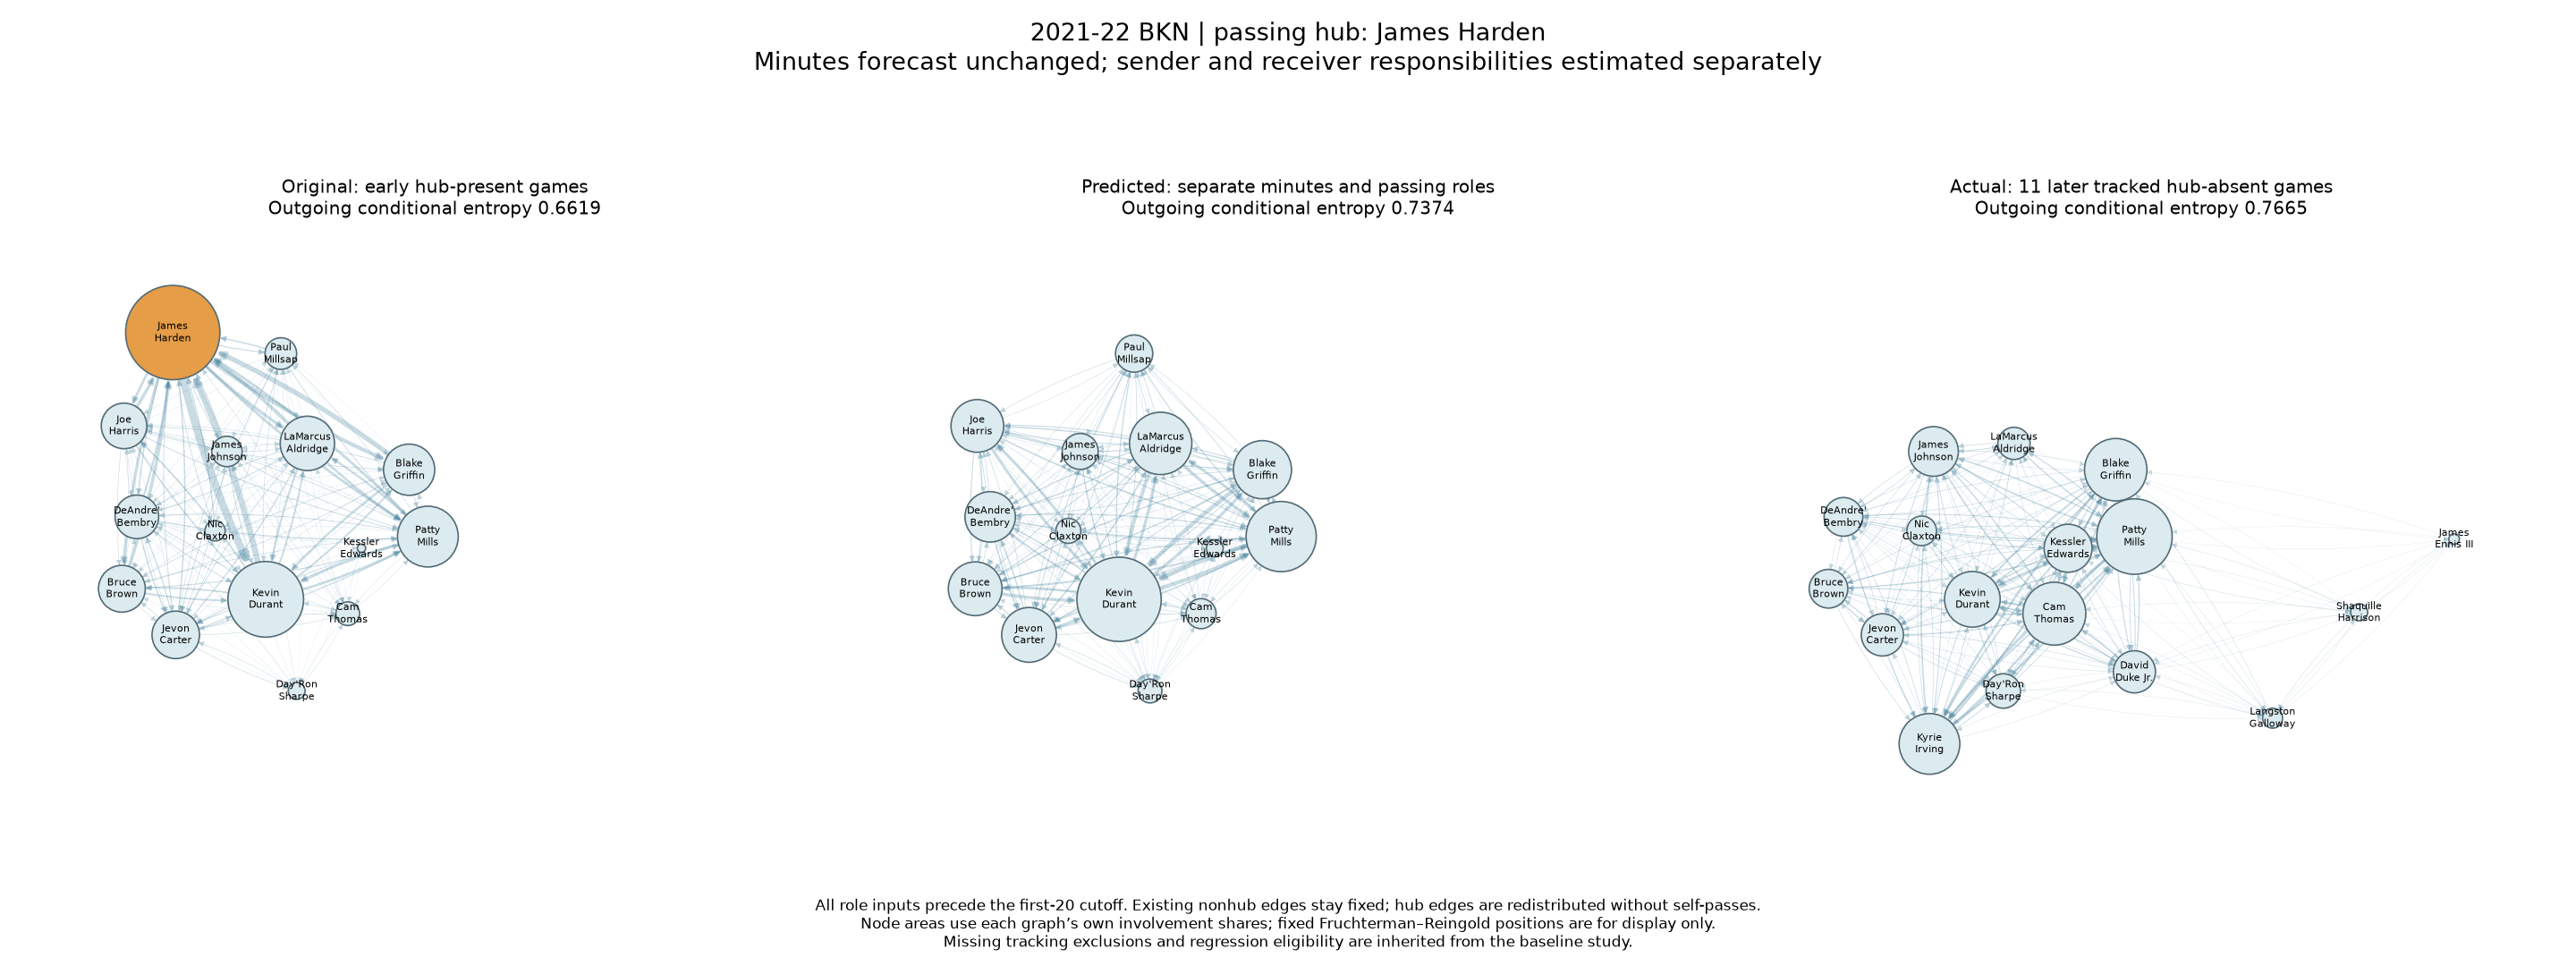 2021-22 BKN | passing hub: James Harden
Minutes forecast unchanged; sender and receiver responsibilities estimated separately
Original: early hub-present games
Outgoing conditional entropy 0.6619
James
Harden
Paul
Millsap
Joe
Harris
James
Johnson
LaMarcus
Aldridge
Blake
Griffin
DeAndre'
Bembry
Nic
Claxton
Kessler
Edwards
Patty
Mills
Bruce
Brown
Kevin
Durant
Cam
Thomas
Jevon
Carter
Day'Ron
Sharpe
Predicted: separate minutes and passing roles
Outgoing conditional entropy 0.7374
Paul
Millsap
Joe
Harris
James
Johnson
LaMarcus
Aldridge
Blake
Griffin
DeAndre'
Bembry
Nic
Claxton
Kessler
Edwards
Patty
Mills
Bruce
Brown
Kevin
Durant
Cam
Thomas
Jevon
Carter
Day'Ron
Sharpe
Actual: 11 later tracked hub-absent games
Outgoing conditional entropy 0.7665
James
Johnson
LaMarcus
Aldridge
Blake
Griffin
DeAndre'
Bembry
Nic
Claxton
Kessler
Edwards
Patty
Mills
James
Ennis III
Bruce
Brown
Kevin
Durant
Cam
Thomas
Shaquille
Harrison
Jevon
Carter
David
Duke Jr.
Day'Ron
Sharpe
Langston
Galloway
Kyrie
Irving
All role inputs precede the first-20 cutoff. Existing nonhub edges stay fixed; hub edges are redistributed without self-passes.
Node areas use each graph’s own involvement shares; fixed Fruchterman–Reingold positions are for display only.
Missing tracking exclusions and regression eligibility are inherited from the baseline study.